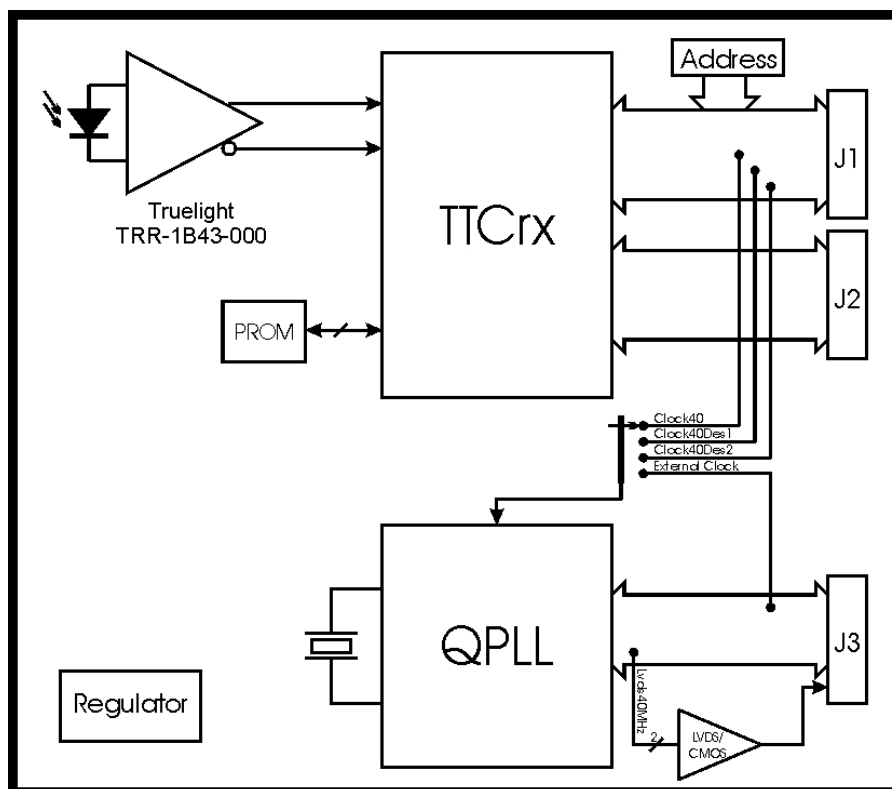 Address
J1
TTCrx
Truelight
TRR-1B43-000
J2
PROM
Clock40
Clock40Des1
Clock40Des2
External Clock
QPLL
J3
Lvds40MHz
Regulator
2
LVDS/
CMOS